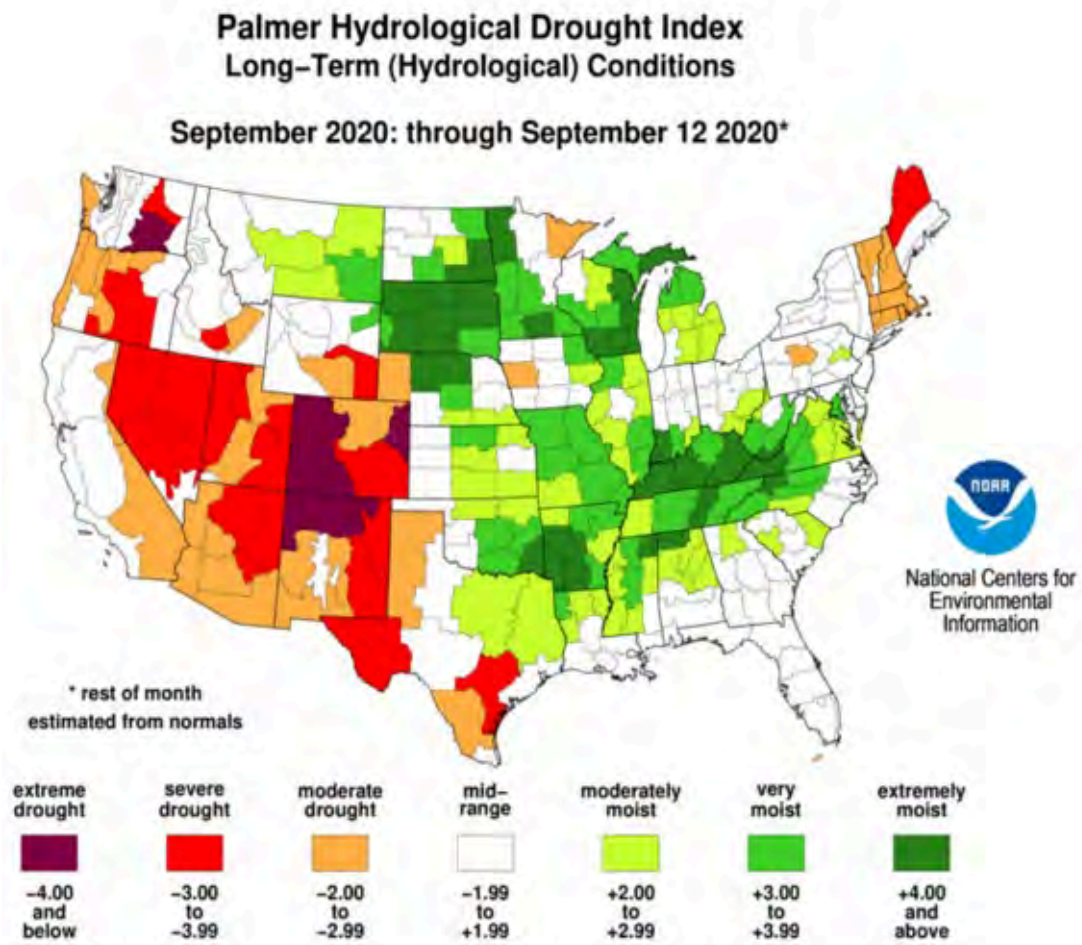 Palmer Hydrological Drought Index
Long-Term (Hydrological) Conditions
September 2020: through September 12 2020*
NOAA
National Centers for
Environmental
Information
* rest of month
estimated from normals
extreme drought
severe drought
moderate drought
mid-range
moderately moist
very moist
extremely moist
-4.00 and below
-3.00 to -3.99
-2.00 to -2.99
-1.99 to +1.99
+2.00 to +2.99
+3.00 to +3.99
+4.00 and above